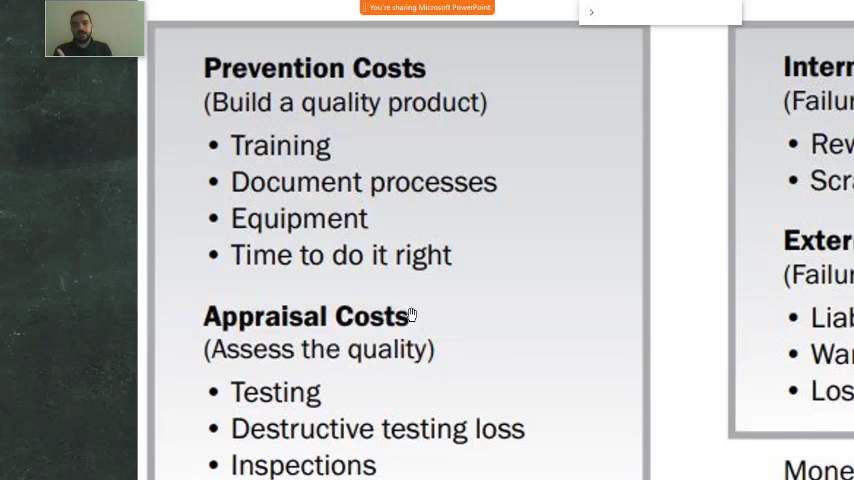 You're sharing Microsoft PowerPoint
Prevention Costs
(Build a quality product)
• Training
• Document processes
• Equipment
• Time to do it right
Appraisal Costs
(Assess the quality)
• Testing
• Destructive testing loss
• Inspections